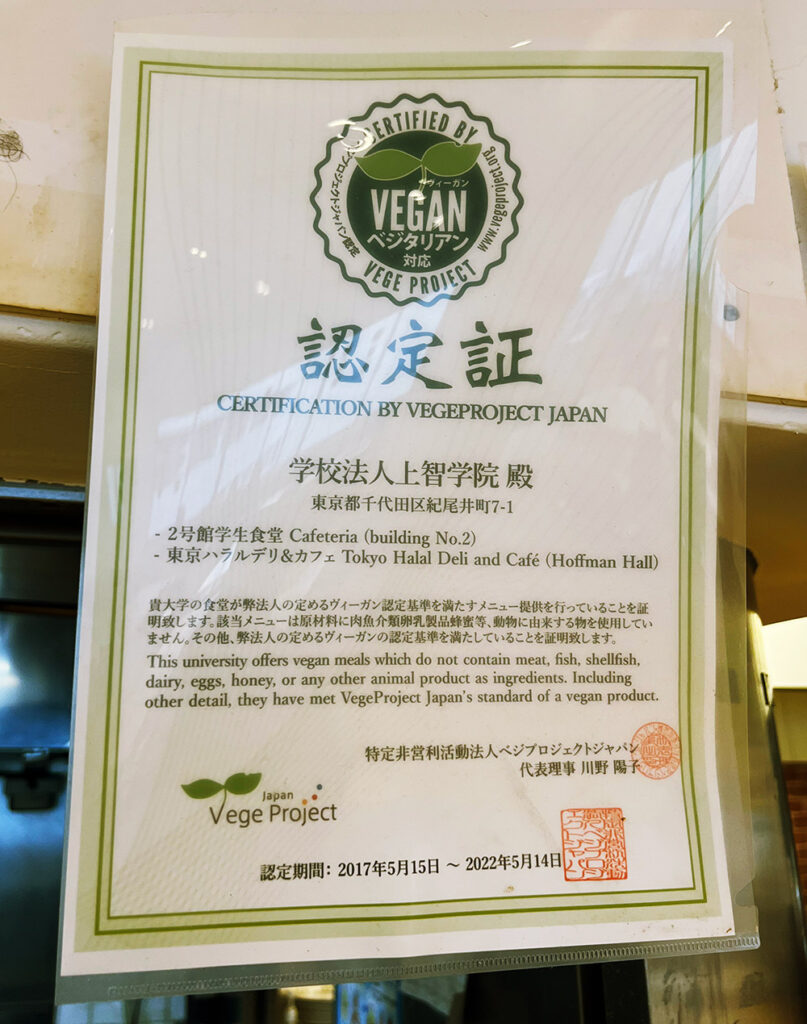 CERTIFIED BY
ベジプロジェクトジャパン認定
www.vegeproject.org
ヴィーガン
VEGAN
ベジタリアン
対応
VEGE PROJECT
認定証
CERTIFICATION BY VEGEPROJECT JAPAN
学校法人上智学院 殿
東京都千代田区紀尾井町7-1
- 2号館学生食堂 Cafeteria (building No.2)
- 東京ハラルデリ&カフェ Tokyo Halal Deli and Café (Hoffman Hall)
貴大学の食堂が弊法人の定めるヴィーガン認定基準を満たすメニュー提供を行っていることを証
明致します。該当メニューは原材料に肉魚介類卵乳製品蜂蜜等、動物に由来する物を使用してい
ません。その他、弊法人の定めるヴィーガンの認定基準を満たしていることを証明致します。
This university offers vegan meals which do not contain meat, fish, shellfish,
dairy, eggs, honey, or any other animal product as ingredients. Including
other detail, they have met VegeProject Japan's standard of a vegan product.
特定非営利活動法人ベジプロジェクトジャパン
代表理事 川野 陽子
Japan
Vege Project
認定期間: 2017年5月15日 ～ 2022年5月14日